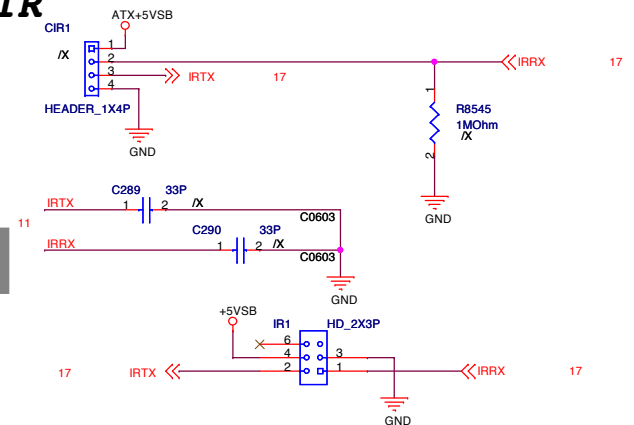 IR
CIR1
ATX+5VSB
/X
1
2
3
4
IRTX
17
IRRX
17
HEADER_1X4P
GND
1
R8545
1MOhm
/X
2
GND
C289
33P
/X
IRTX
1
2
C0603
11
C290
33P
IRRX
1
2
/X
C0603
GND
+5VSB
IR1
HD_2X3P
6
4
3
2
1
17
IRTX
IRRX
17
GND